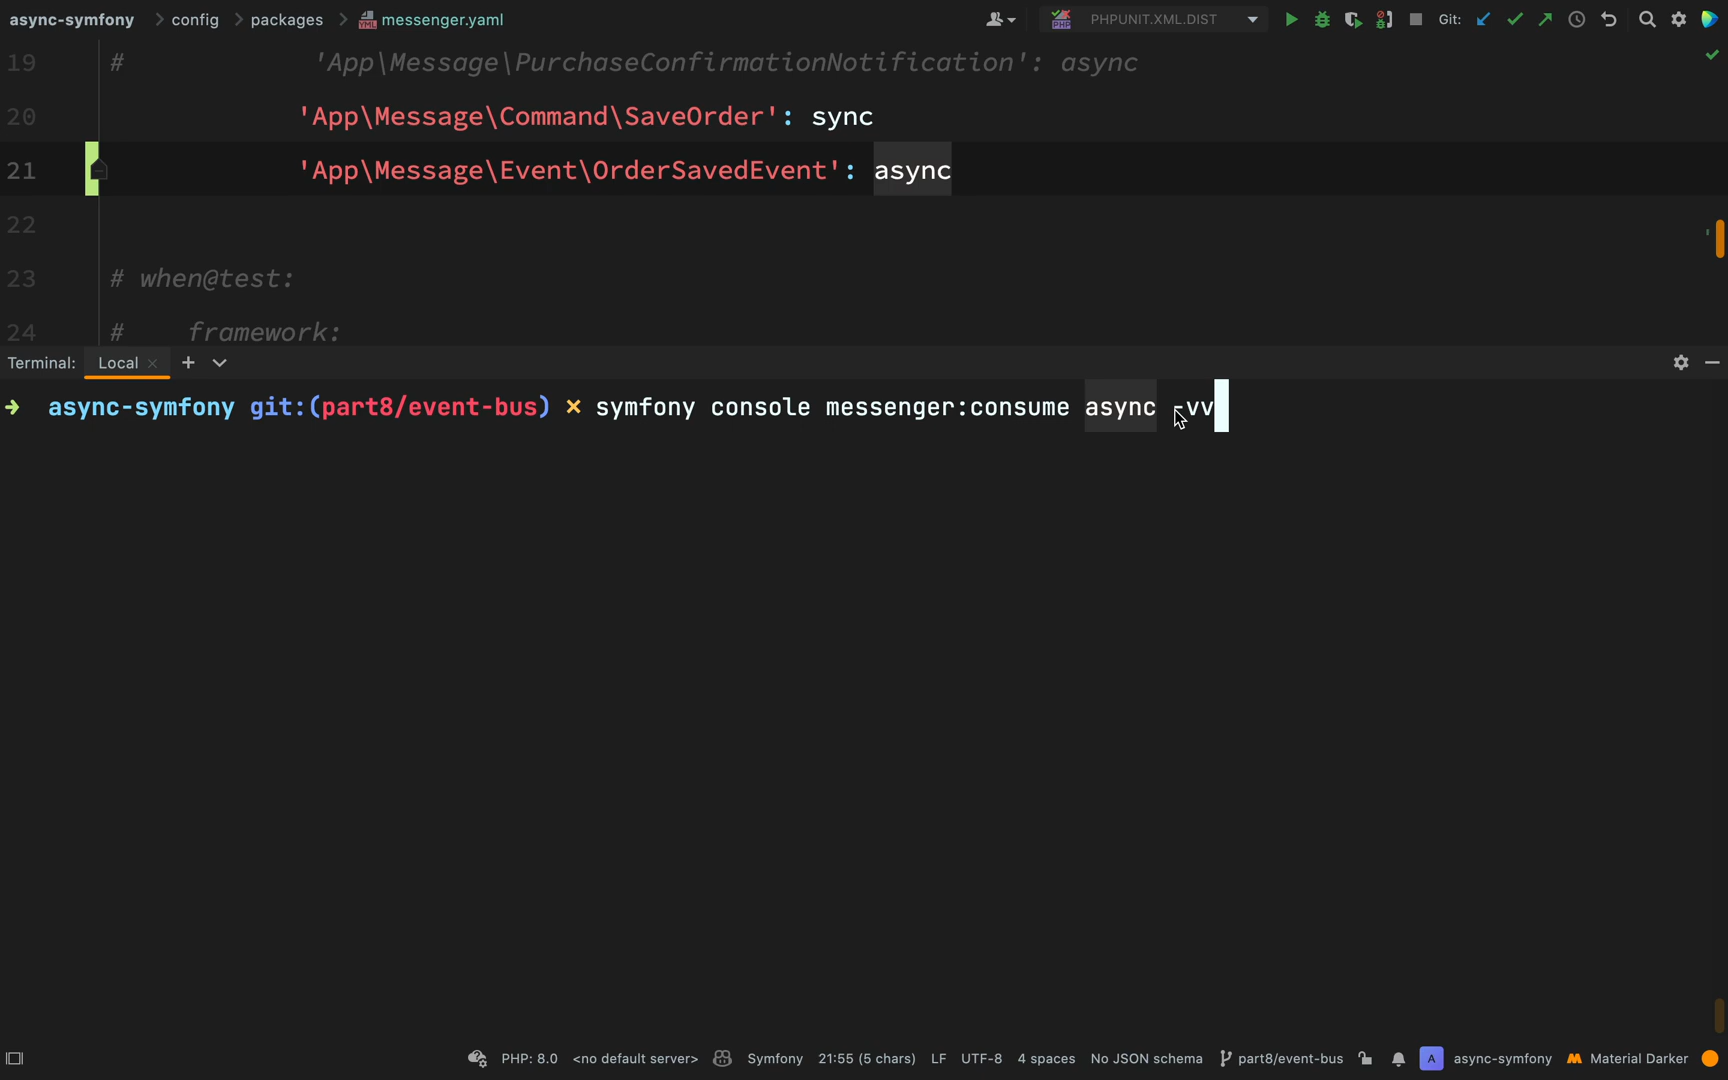 async-symfony > config > packages > messenger.yaml
PHPUNIT.XML.DIST
Git:
19 # 'App\Message\PurchaseConfirmationNotification': async
20 'App\Message\Command\SaveOrder': sync
21 'App\Message\Event\OrderSavedEvent': async
22
23 # when@test:
24 # framework:
Terminal: Local × +
→ async-symfony git:(part8/event-bus) × symfony console messenger:consume async -vv
PHP: 8.0 <no default server> Symfony 21:55 (5 chars) LF UTF-8 4 spaces No JSON schema part8/event-bus A async-symfony Material Darker